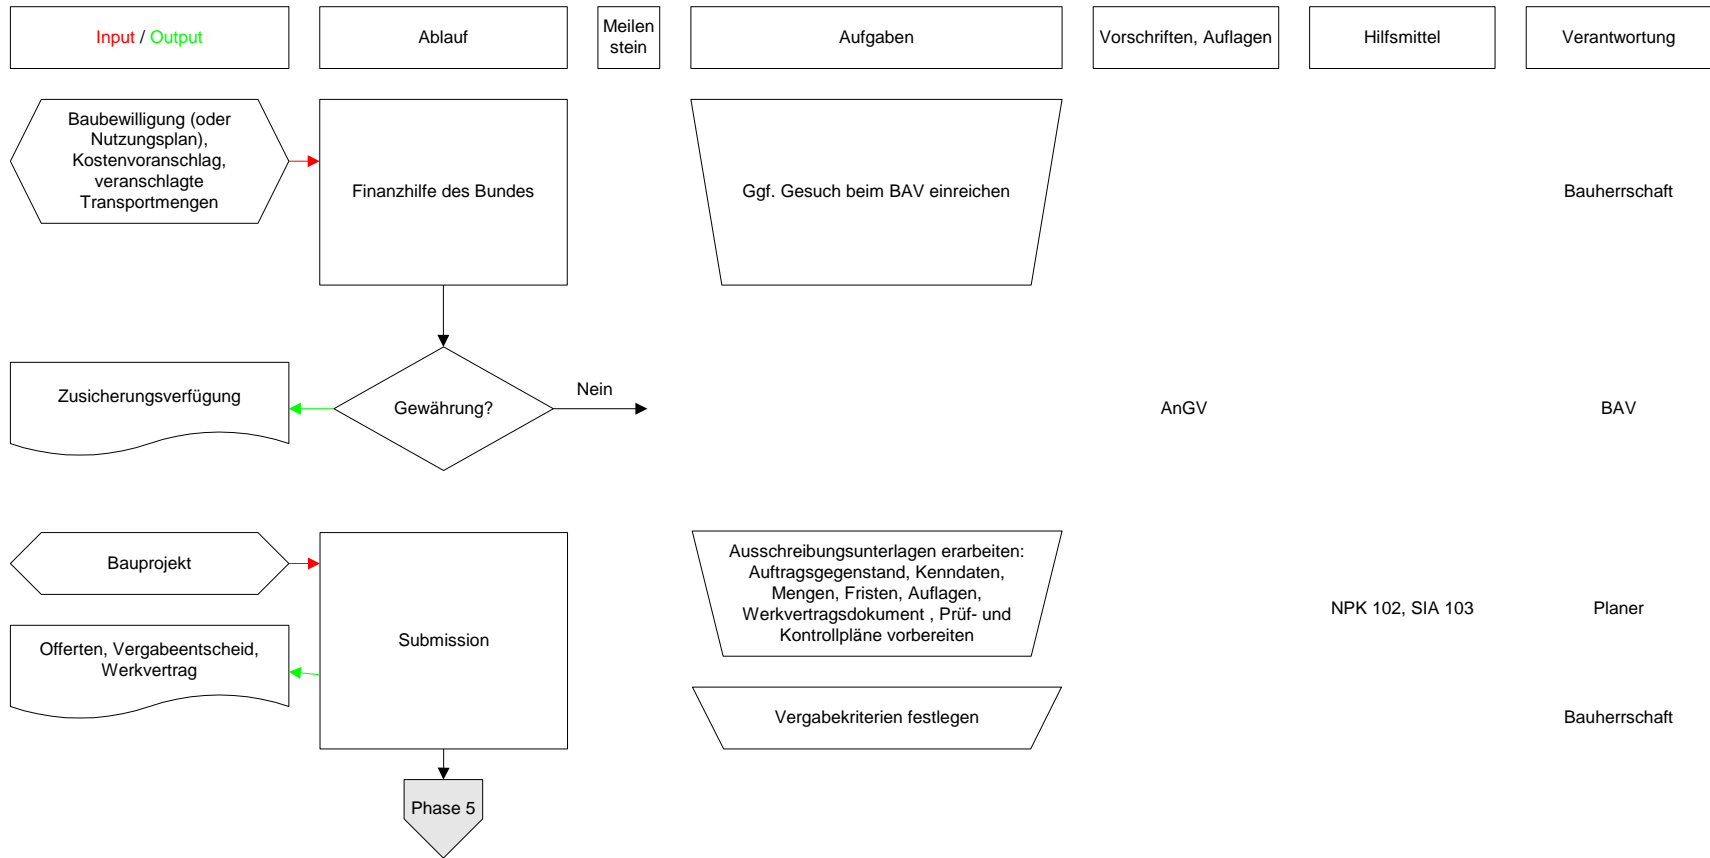 Input / Output
Ablauf
Meilen
stein
Aufgaben
Vorschriften, Auflagen
Hilfsmittel
Verantwortung
Baubewilligung (oder
Nutzungsplan),
Kostenvoranschlag,
veranschlagte
Transportmengen
Finanzhilfe des Bundes
Ggf. Gesuch beim BAV einreichen
Bauherrschaft
Zusicherungsverfügung
Gewährung?
Nein
AnGV
BAV
Bauprojekt
Offerten, Vergabeentscheid,
Werkvertrag
Submission
Ausschreibungsunterlagen erarbeiten:
Auftragsgegenstand, Kenndaten,
Mengen, Fristen, Auflagen,
Werkvertragsdokument , Prüf- und
Kontrollpläne vorbereiten
NPK 102, SIA 103
Planer
Vergabekriterien festlegen
Bauherrschaft
Phase 5